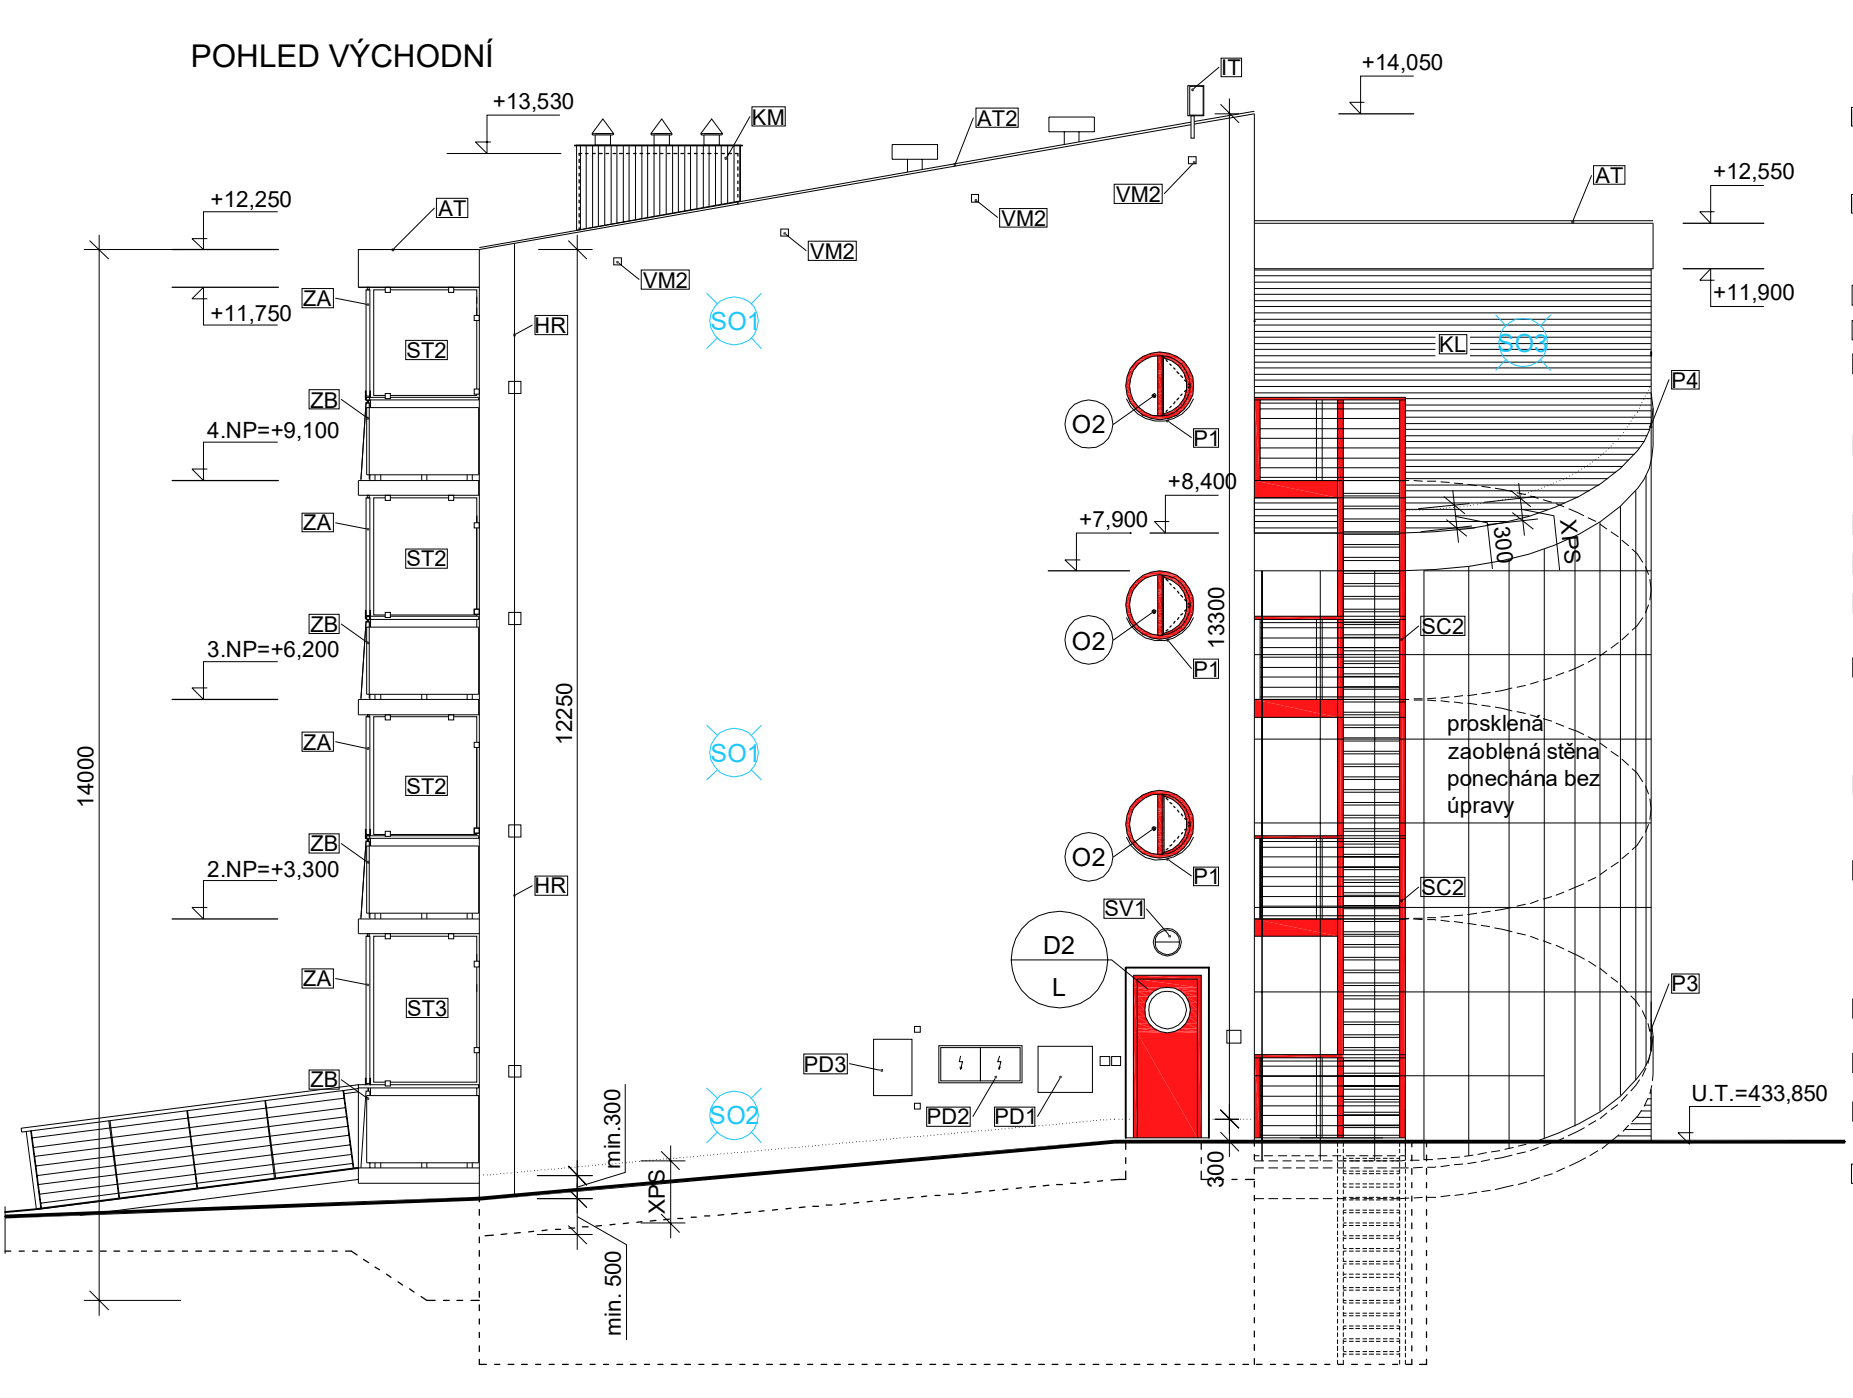 POHLED VÝCHODNÍ
IT
+14,050
+13,530
KM
AT2
+12,250
AT
VM2
AT
+12,550
VM2
VM2
VM2
+11,750
ZA
HR
SO1
+11,900
ST2
KL
SO3
P4
ZB
O2
P1
4.NP=+9,100
+8,400
+7,900
ZA
300
XPS
ST2
13300
ZB
SC2
O2
3.NP=+6,200
P1
12250
prosklená
zaoblená stěna
ponechána bez
úpravy
ZA
SO1
14000
ST2
ZB
O2
P1
2.NP=+3,300
HR
SC2
SV1
D2
L
ZA
P3
ST3
PD3
ZB
PD2
PD1
SO2
U.T.=433,850
min.300
XPS
300
min. 500